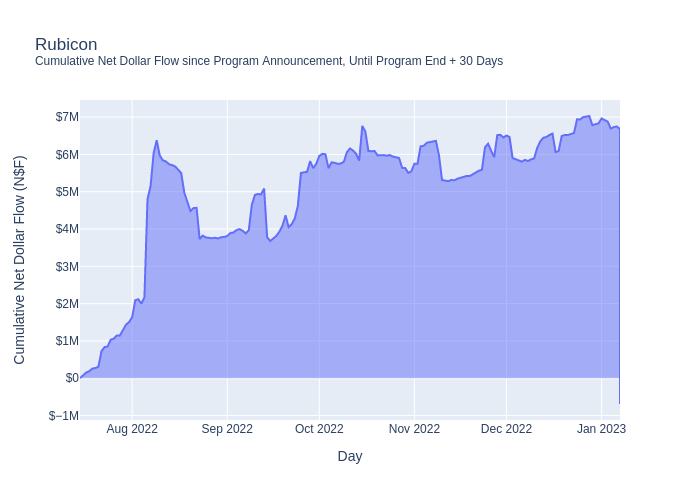 Rubicon
Cumulative Net Dollar Flow since Program Announcement, Until Program End + 30 Days
Cumulative Net Dollar Flow (N$F)
$7M
$6M
$5M
$4M
$3M
$2M
$1M
$0
$−1M
Aug 2022
Sep 2022
Oct 2022
Nov 2022
Dec 2022
Jan 2023
Day